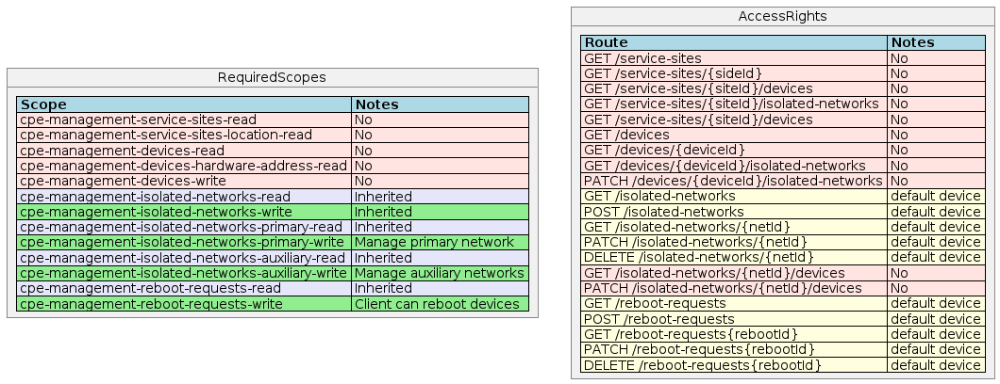 RequiredScopes
Scope Notes
cpe-management-service-sites-read No
cpe-management-service-sites-location-read No
cpe-management-devices-read No
cpe-management-devices-hardware-address-read No
cpe-management-devices-write No
cpe-management-isolated-networks-read Inherited
cpe-management-isolated-networks-write Inherited
cpe-management-isolated-networks-primary-read Inherited
cpe-management-isolated-networks-primary-write Manage primary network
cpe-management-isolated-networks-auxiliary-read Inherited
cpe-management-isolated-networks-auxiliary-write Manage auxiliary networks
cpe-management-reboot-requests-read Inherited
cpe-management-reboot-requests-write Client can reboot devices
AccessRights
Route Notes
GET /service-sites No
GET /service-sites/{sideId} No
GET /service-sites/{siteId}/devices No
GET /service-sites/{siteId}/isolated-networks No
GET /service-sites/{siteId}/devices No
GET /devices No
GET /devices/{deviceId} No
GET /devices/{deviceId}/isolated-networks No
PATCH /devices/{deviceId}/isolated-networks No
GET /isolated-networks default device
POST /isolated-networks default device
GET /isolated-networks/{netId} default device
PATCH /isolated-networks/{netId} default device
DELETE /isolated-networks/{netId} default device
GET /isolated-networks/{netId}/devices No
PATCH /isolated-networks/{netId}/devices No
GET /reboot-requests default device
POST /reboot-requests default device
GET /reboot-requests{rebootId} default device
PATCH /reboot-requests{rebootId} default device
DELETE /reboot-requests{rebootId} default device